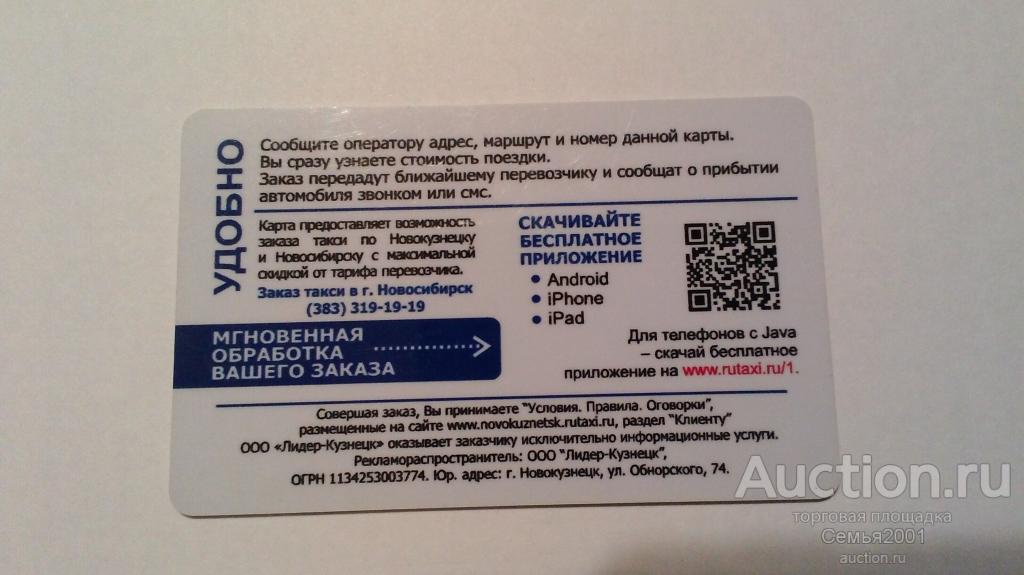 УДОБНО
Сообщите оператору адрес, маршрут и номер данной карты.
Вы сразу узнаете стоимость поездки.
Заказ передадут ближайшему перевозчику и сообщат о прибытии
автомобиля звонком или смс.
Карта предоставляет возможность
заказа такси по Новокузнецку
и Новосибирску с максимальной
скидкой от тарифа перевозчика.
Заказ такси в г. Новосибирск
(383) 319-19-19
СКАЧИВАЙТЕ
БЕСПЛАТНОЕ
ПРИЛОЖЕНИЕ
• Android
• iPhone
• iPad
Для телефонов с Java
– скачай бесплатное
приложение на www.rutaxi.ru/1.
МГНОВЕННАЯ
ОБРАБОТКА
ВАШЕГО ЗАКАЗА
Совершая заказ, Вы принимаете "Условия. Правила. Оговорки",
размещенные на сайте www.novokuznetsk.rutaxi.ru, раздел "Клиенту"
ООО «Лидер-Кузнецк» оказывает заказчику исключительно информационные услуги.
Рекламораспространитель: ООО "Лидер-Кузнецк",
ОГРН 1134253003774. Юр. адрес: г. Новокузнецк, ул. Обнорского, 74.
Auction.ru
торговая площадка
Семья2001
auction.ru